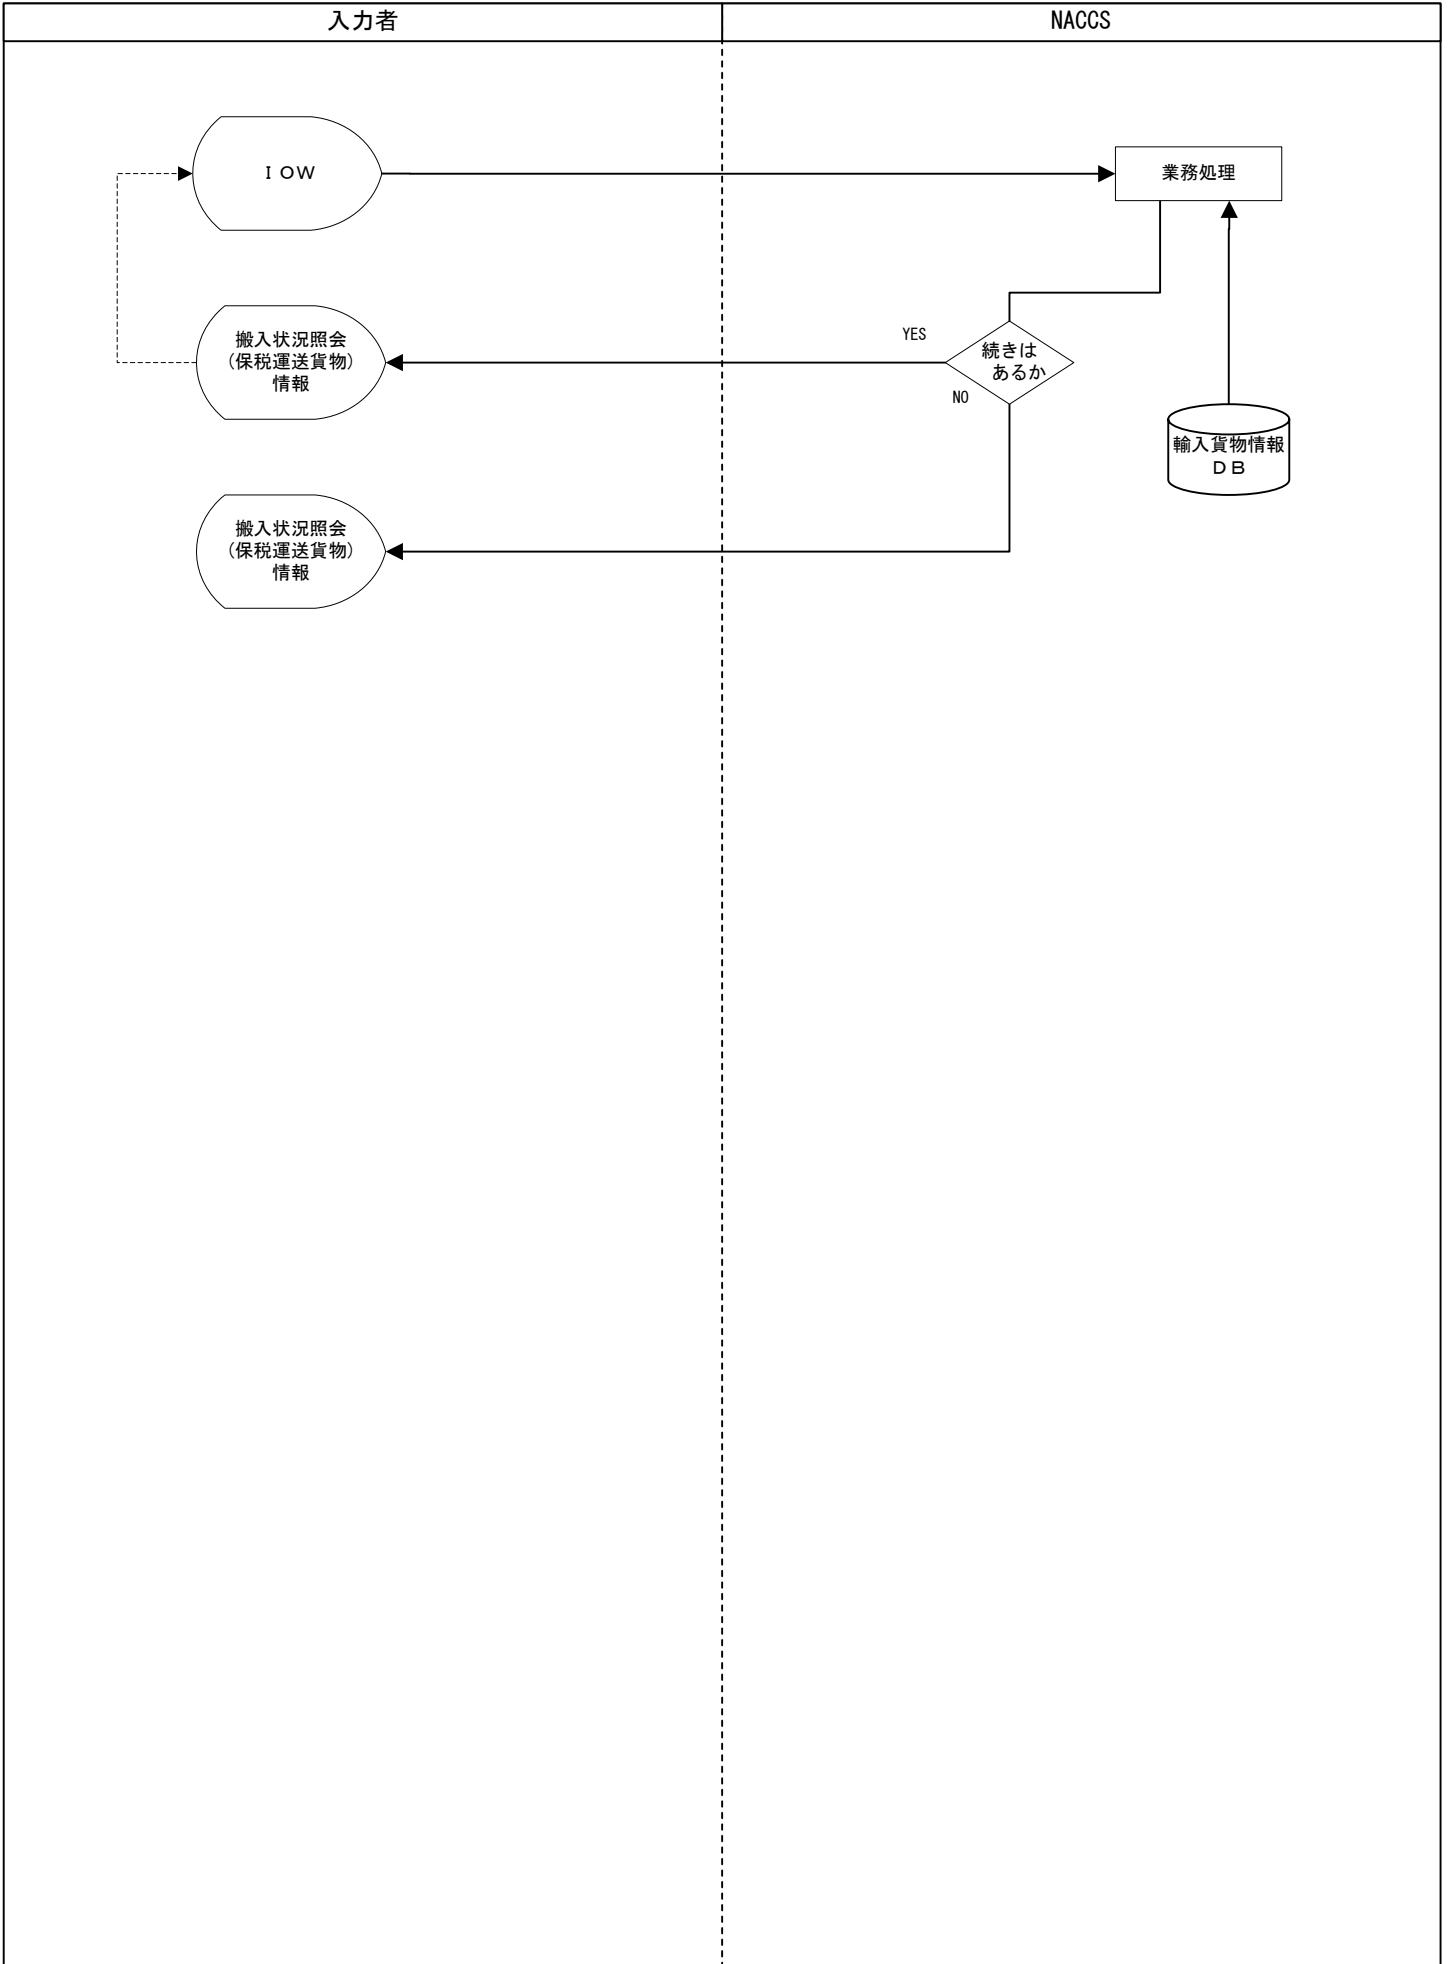 入力者
NACCS
ＩＯＷ
業務処理
搬入状況照会
（保税運送貨物）
情報
YES
続きは
あるか
NO
輸入貨物情報
ＤＢ
搬入状況照会
（保税運送貨物）
情報